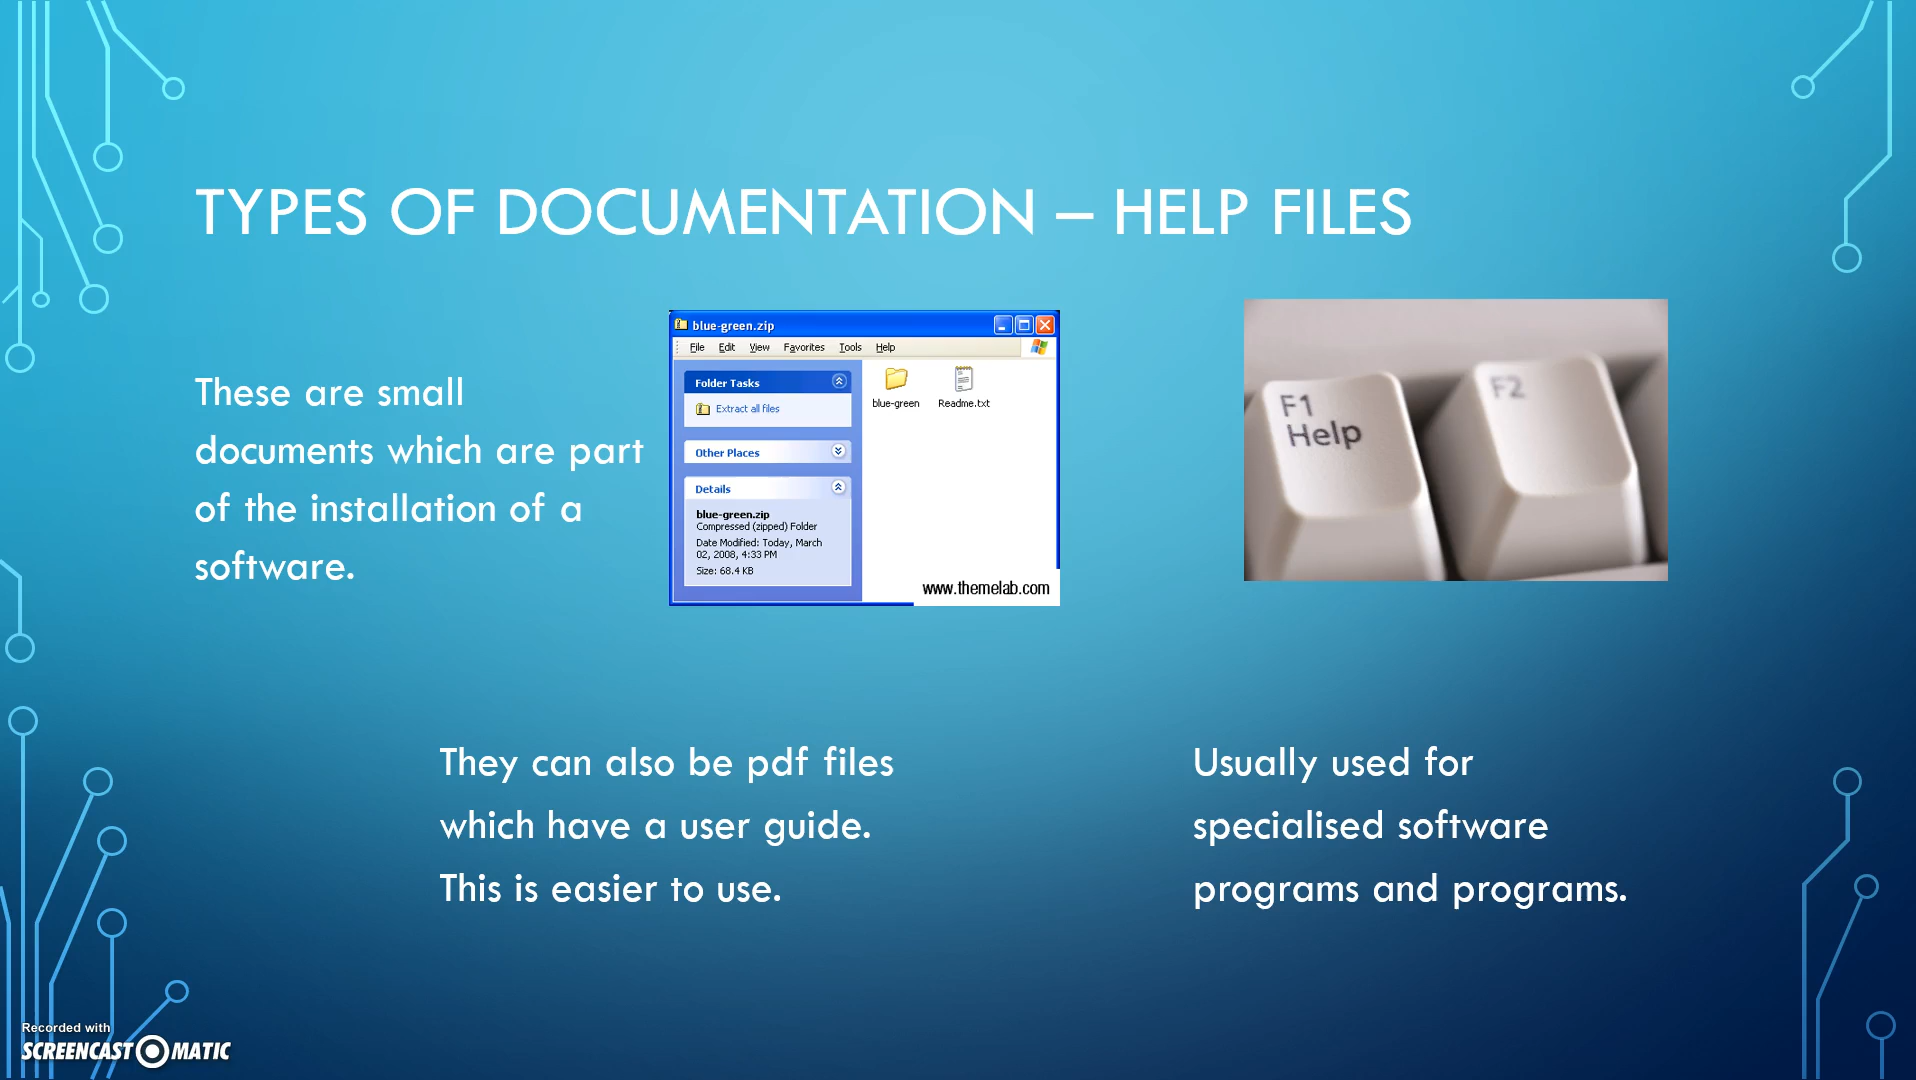 TYPES OF DOCUMENTATION – HELP FILES
These are small
documents which are part
of the installation of a
software.
blue-green.zip
File Edit View Favorites Tools Help
Folder Tasks
Extract all files
Other Places
Details
blue-green.zip
Compressed (zipped) Folder
Date Modified: Today, March
02, 2008, 4:33 PM
Size: 68.4 KB
blue-green Readme.txt
www.themelab.com
F1
Help
F2
They can also be pdf files
which have a user guide.
This is easier to use.
Usually used for
specialised software
programs and programs.
Recorded with
SCREENCAST MATIC